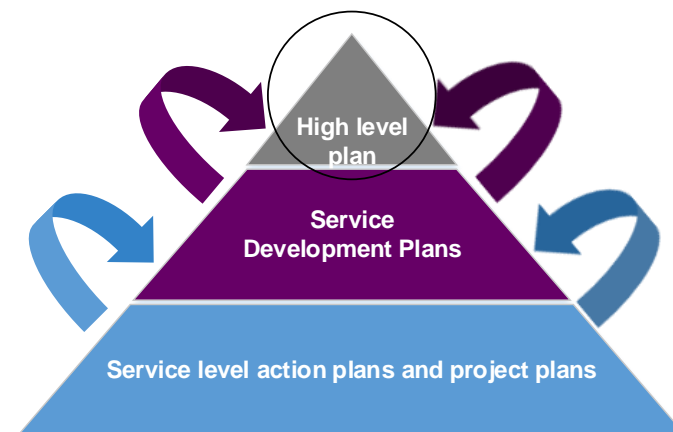 High level
plan
Service
Development Plans
Service level action plans and project plans